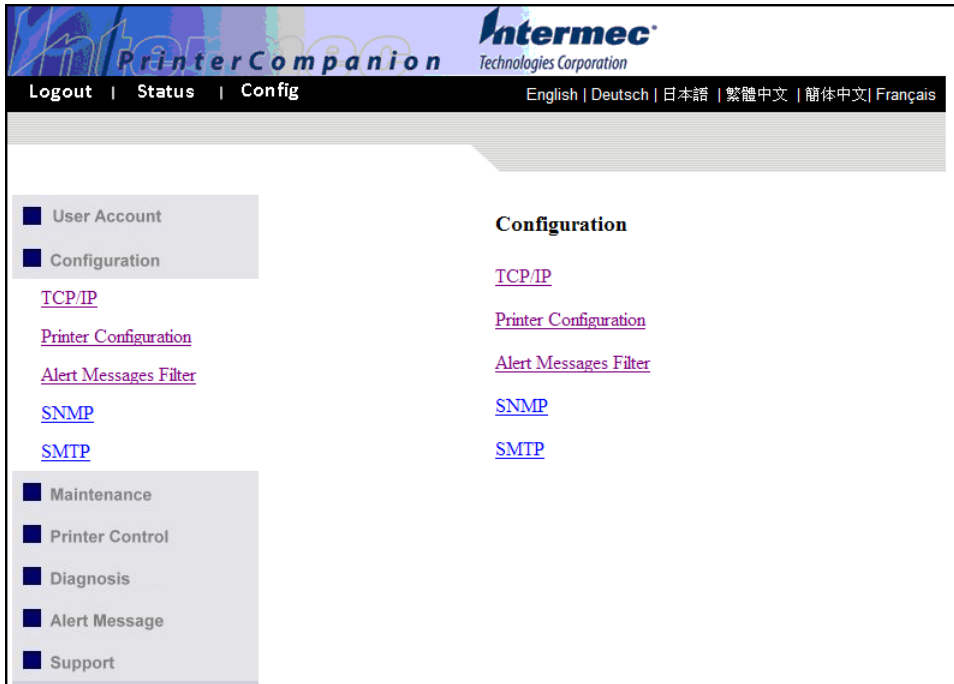 Intermec
PrinterCompanion
Intermec
Technologies Corporation
Logout | Status | Config
English | Deutsch | 日本語 | 繁體中文 | 簡体中文| Français
User Account
Configuration
TCP/IP
Printer Configuration
Alert Messages Filter
SNMP
SMTP
Maintenance
Printer Control
Diagnosis
Alert Message
Support
Configuration
TCP/IP
Printer Configuration
Alert Messages Filter
SNMP
SMTP